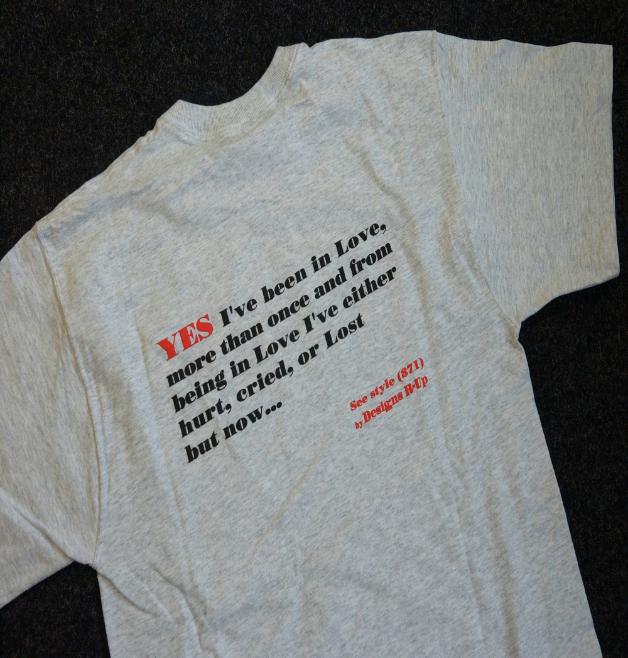 YES I've been in Love,
more than once and from
being in Love I've either
hurt, cried, or Lost
but now...
See style (871)
by Designs R-Up